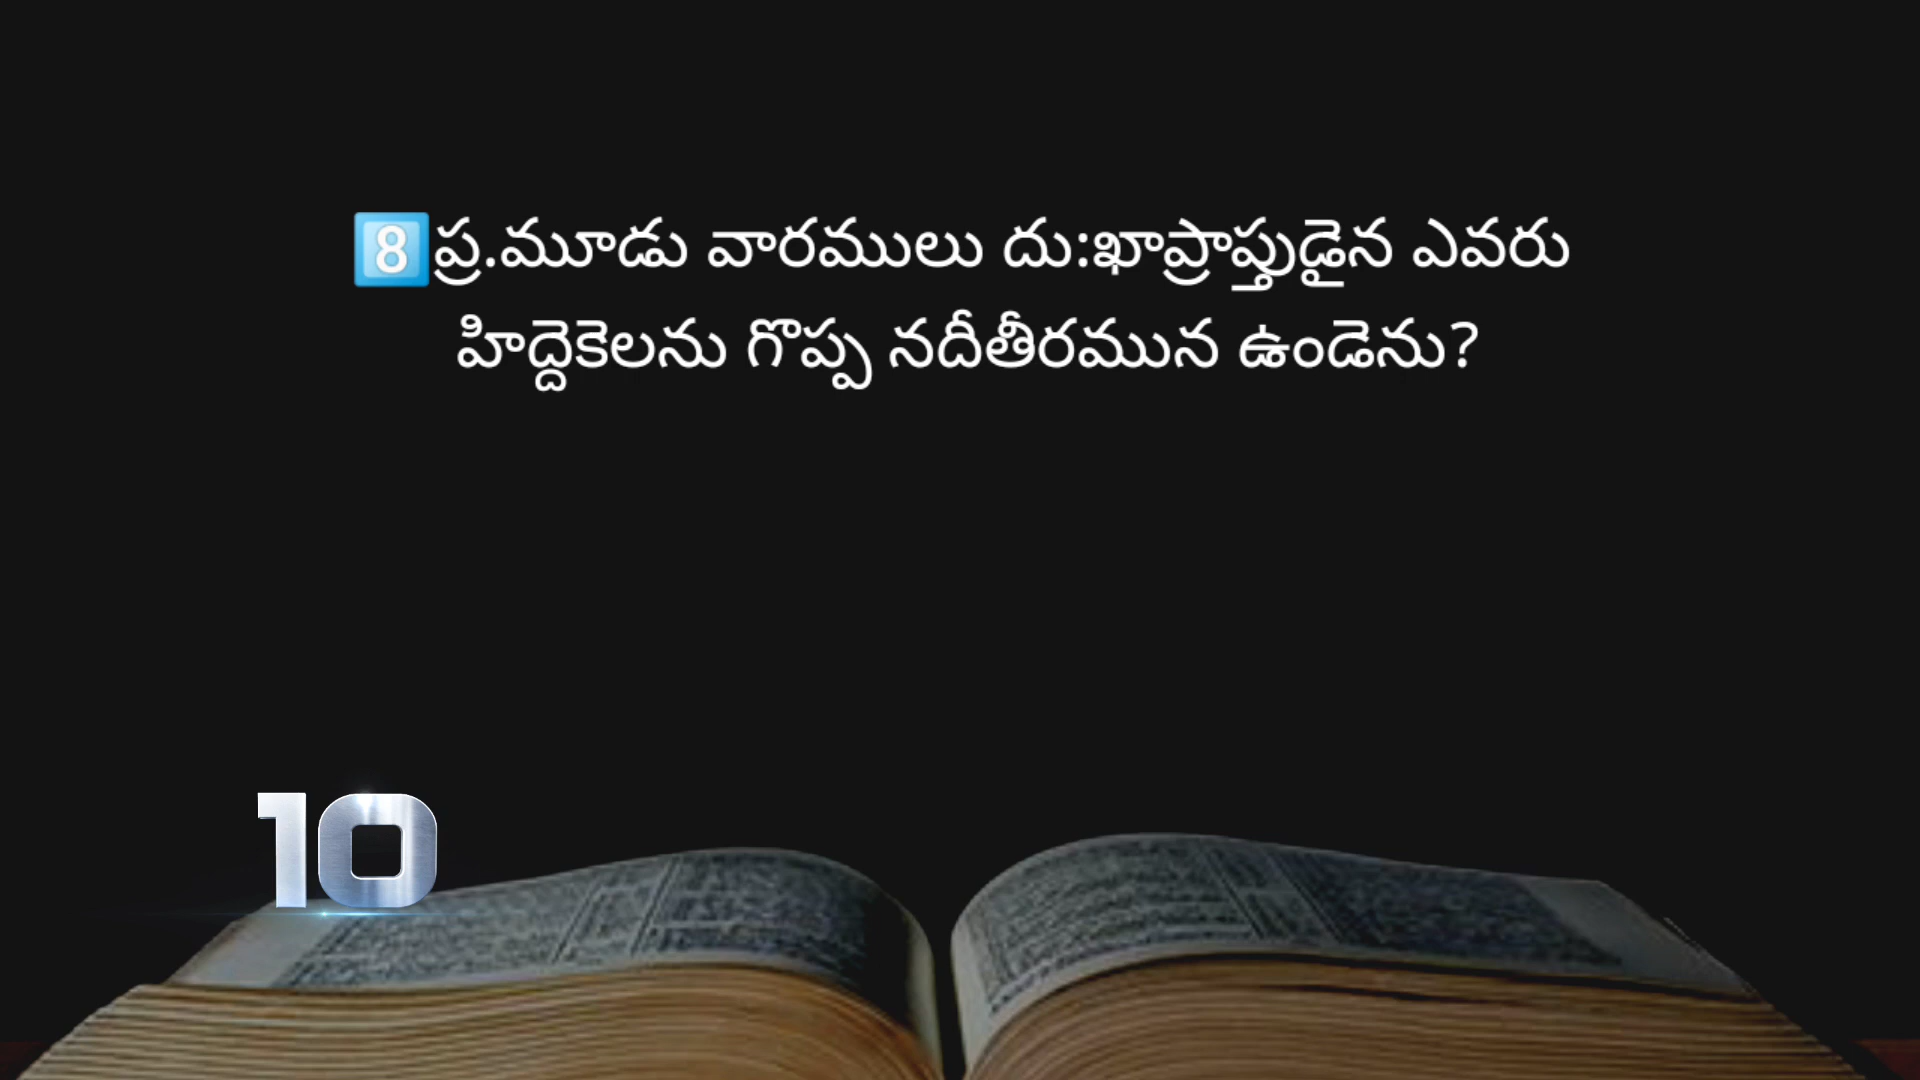 8️⃣ప్ర.మూడు వారములు దు:ఖాప్రాప్తుడైన ఎవరు
హిద్దెకెలను గొప్ప నదీతీరమున ఉండెను?
10